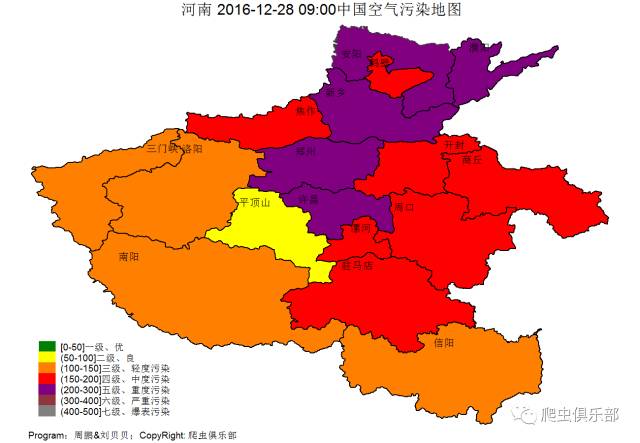 河南 2016-12-28 09:00中国空气污染地图
安阳
濮阳
鹤壁
新乡
焦作
开封
三门峡 洛阳
郑州
商丘
平顶山
许昌
周口
漯河
南阳
驻马店
信阳
[0-50]一级、优
(50-100]二级、良
(100-150]三级、轻度污染
(150-200]四级、中度污染
(200-300]五级、重度污染
(300-400]六级、严重污染
(400-500]七级、爆表污染
爬虫俱乐部
Program：周鹏&刘贝贝；CopyRight: 爬虫俱乐部